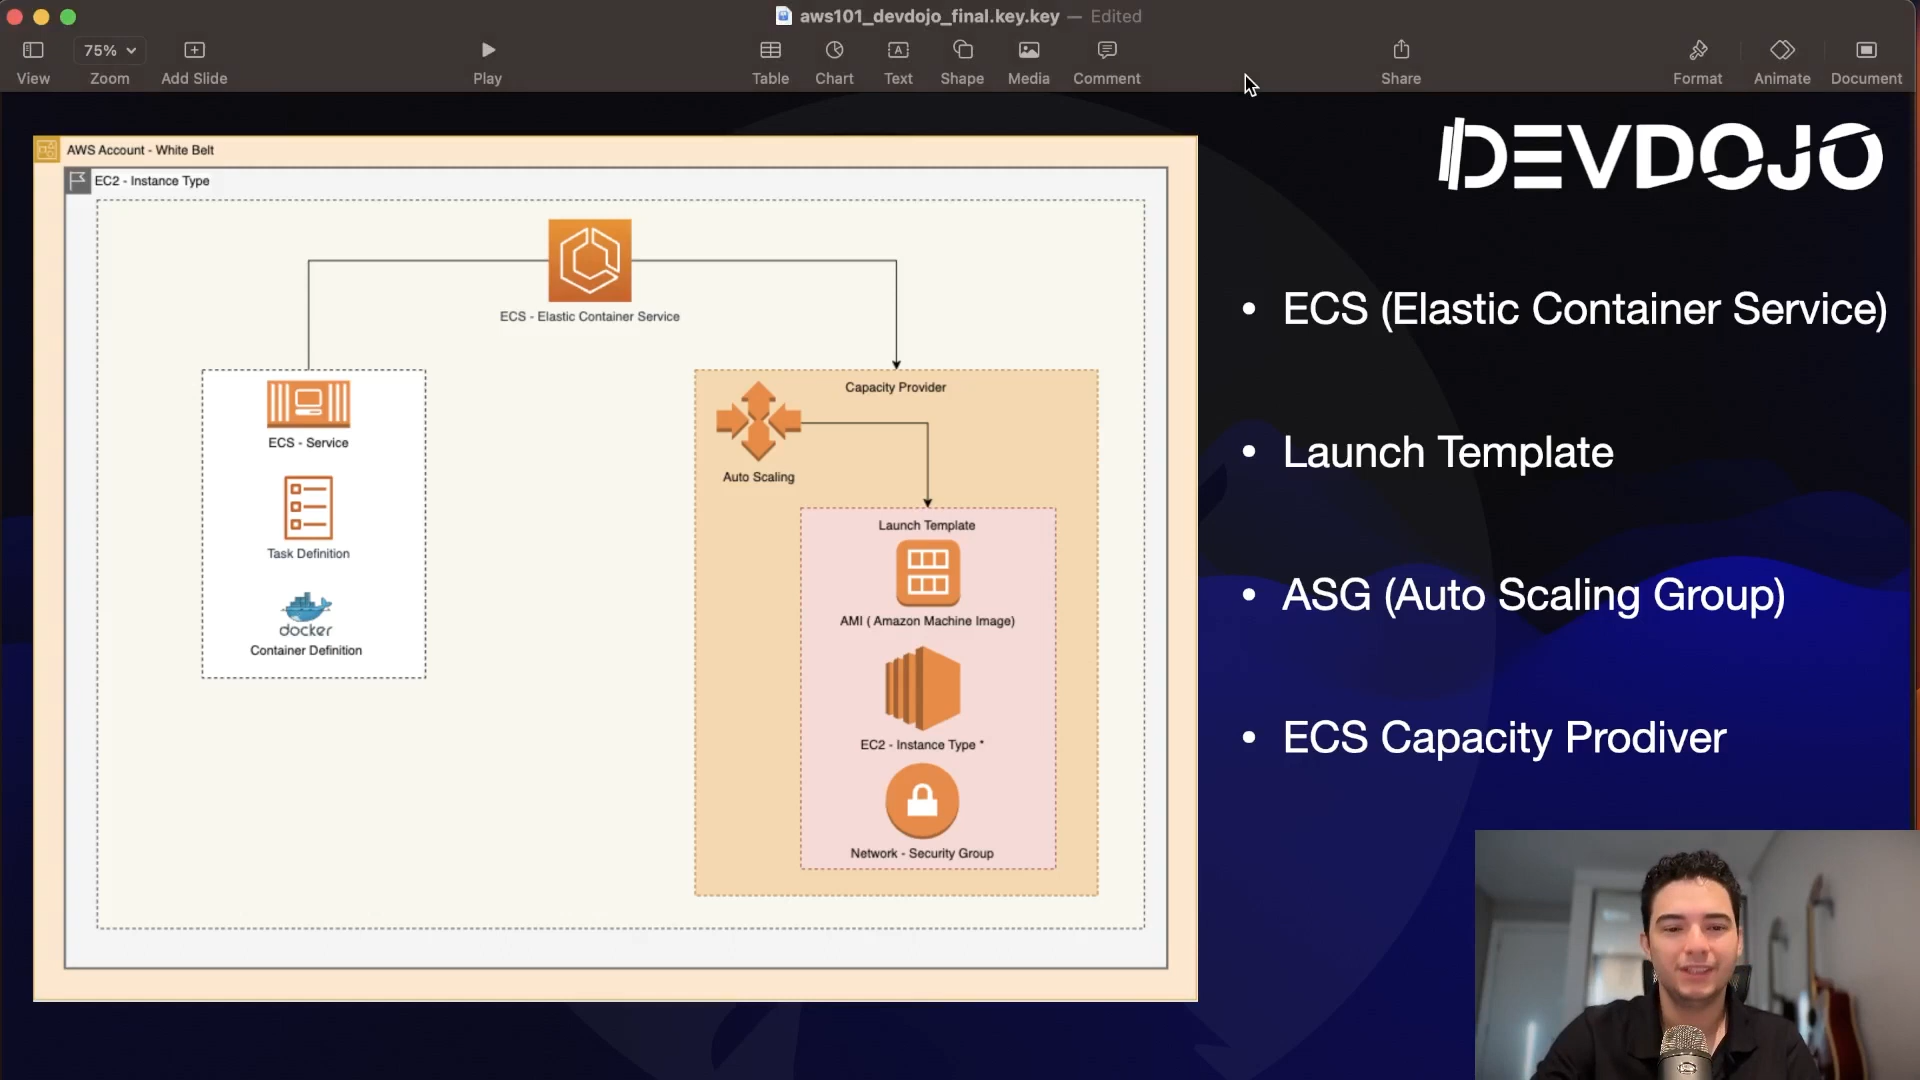 aws101_devdojo_final.key.key — Edited
75%
View
Zoom
Add Slide
Play
Table
Chart
Text
Shape
Media
Comment
Share
Format
Animate
Document
AWS Account - White Belt
EC2 - Instance Type
ECS - Elastic Container Service
ECS - Service
Task Definition
docker
Container Definition
Capacity Provider
Auto Scaling
Launch Template
AMI ( Amazon Machine Image)
EC2 - Instance Type *
Network - Security Group
DEVDOJO
• ECS (Elastic Container Service)
• Launch Template
• ASG (Auto Scaling Group)
• ECS Capacity Prodiver